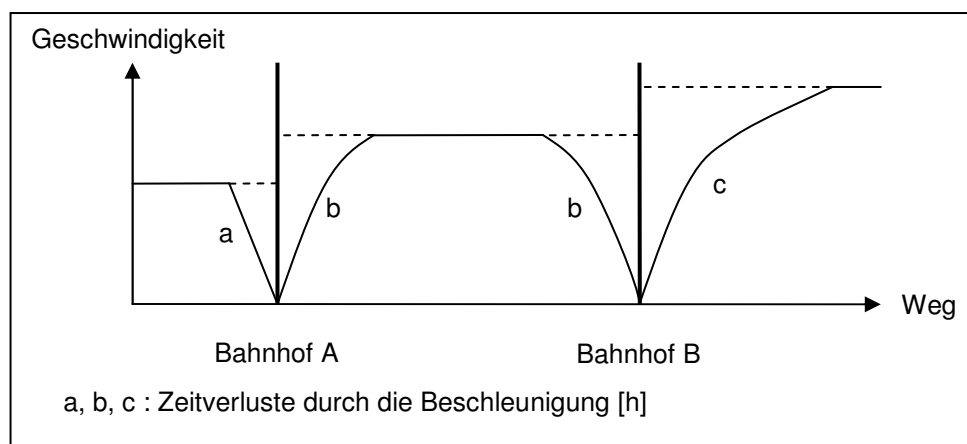 Geschwindigkeit
a
b
b
c
Weg
Bahnhof A
Bahnhof B
a, b, c : Zeitverluste durch die Beschleunigung [h]